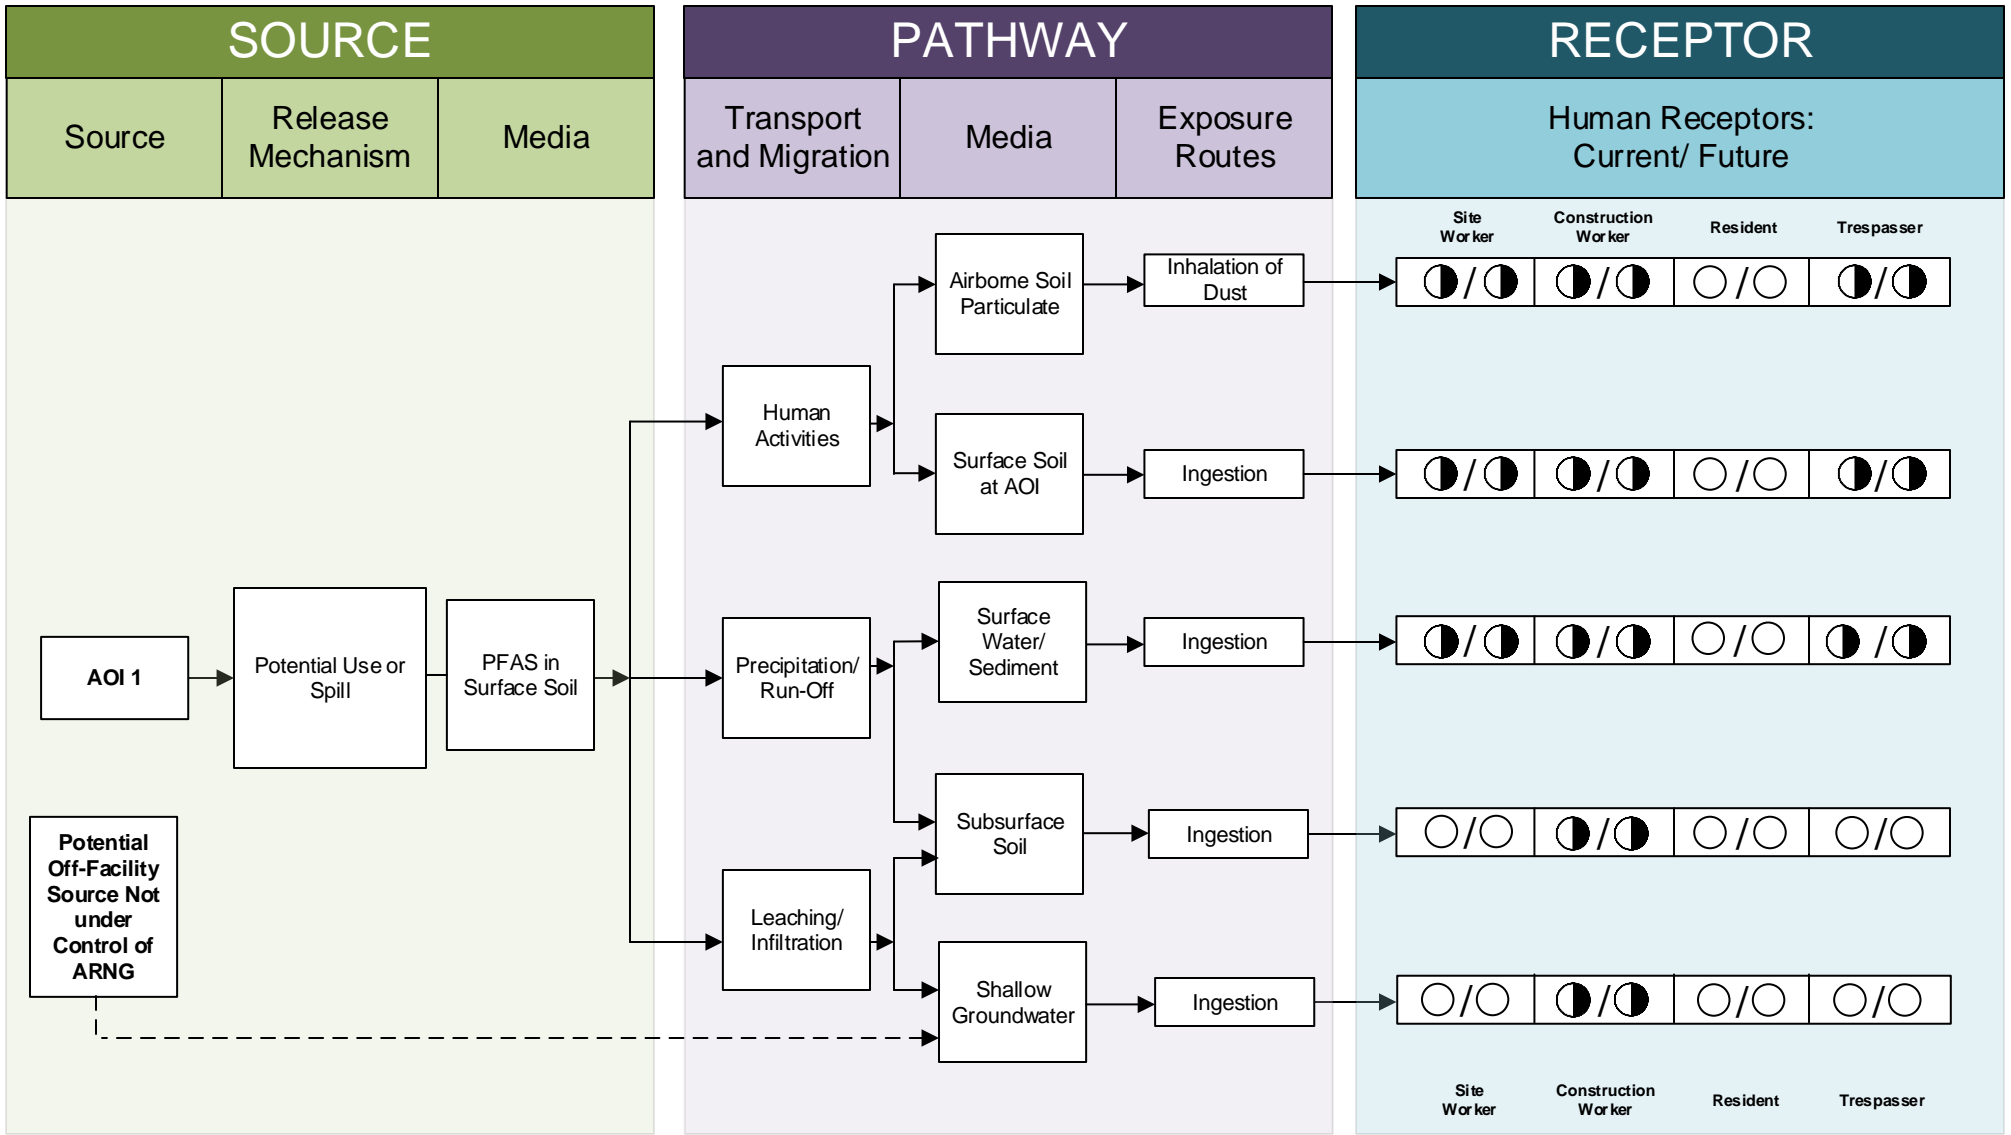 SOURCE
PATHWAY
RECEPTOR
Source
Release
Mechanism
Media
Transport
and Migration
Media
Exposure
Routes
Human Receptors:
Current/ Future
Site
Worker
Construction
Worker
Resident
Trespasser
Airborne Soil
Particulate
Inhalation of
Dust
/
/
/
/
Human
Activities
Surface Soil
at AOI
Ingestion
/
/
/
/
AOI 1
Potential Use or
Spill
PFAS in
Surface Soil
Precipitation/
Run-Off
Surface
Water/
Sediment
Ingestion
/
/
/
/
Subsurface
Soil
Ingestion
/
/
/
/
Potential
Off-Facility
Source Not
under
Control of
ARNG
Leaching/
Infiltration
Shallow
Groundwater
Ingestion
/
/
/
/
Site
Worker
Construction
Worker
Resident
Trespasser